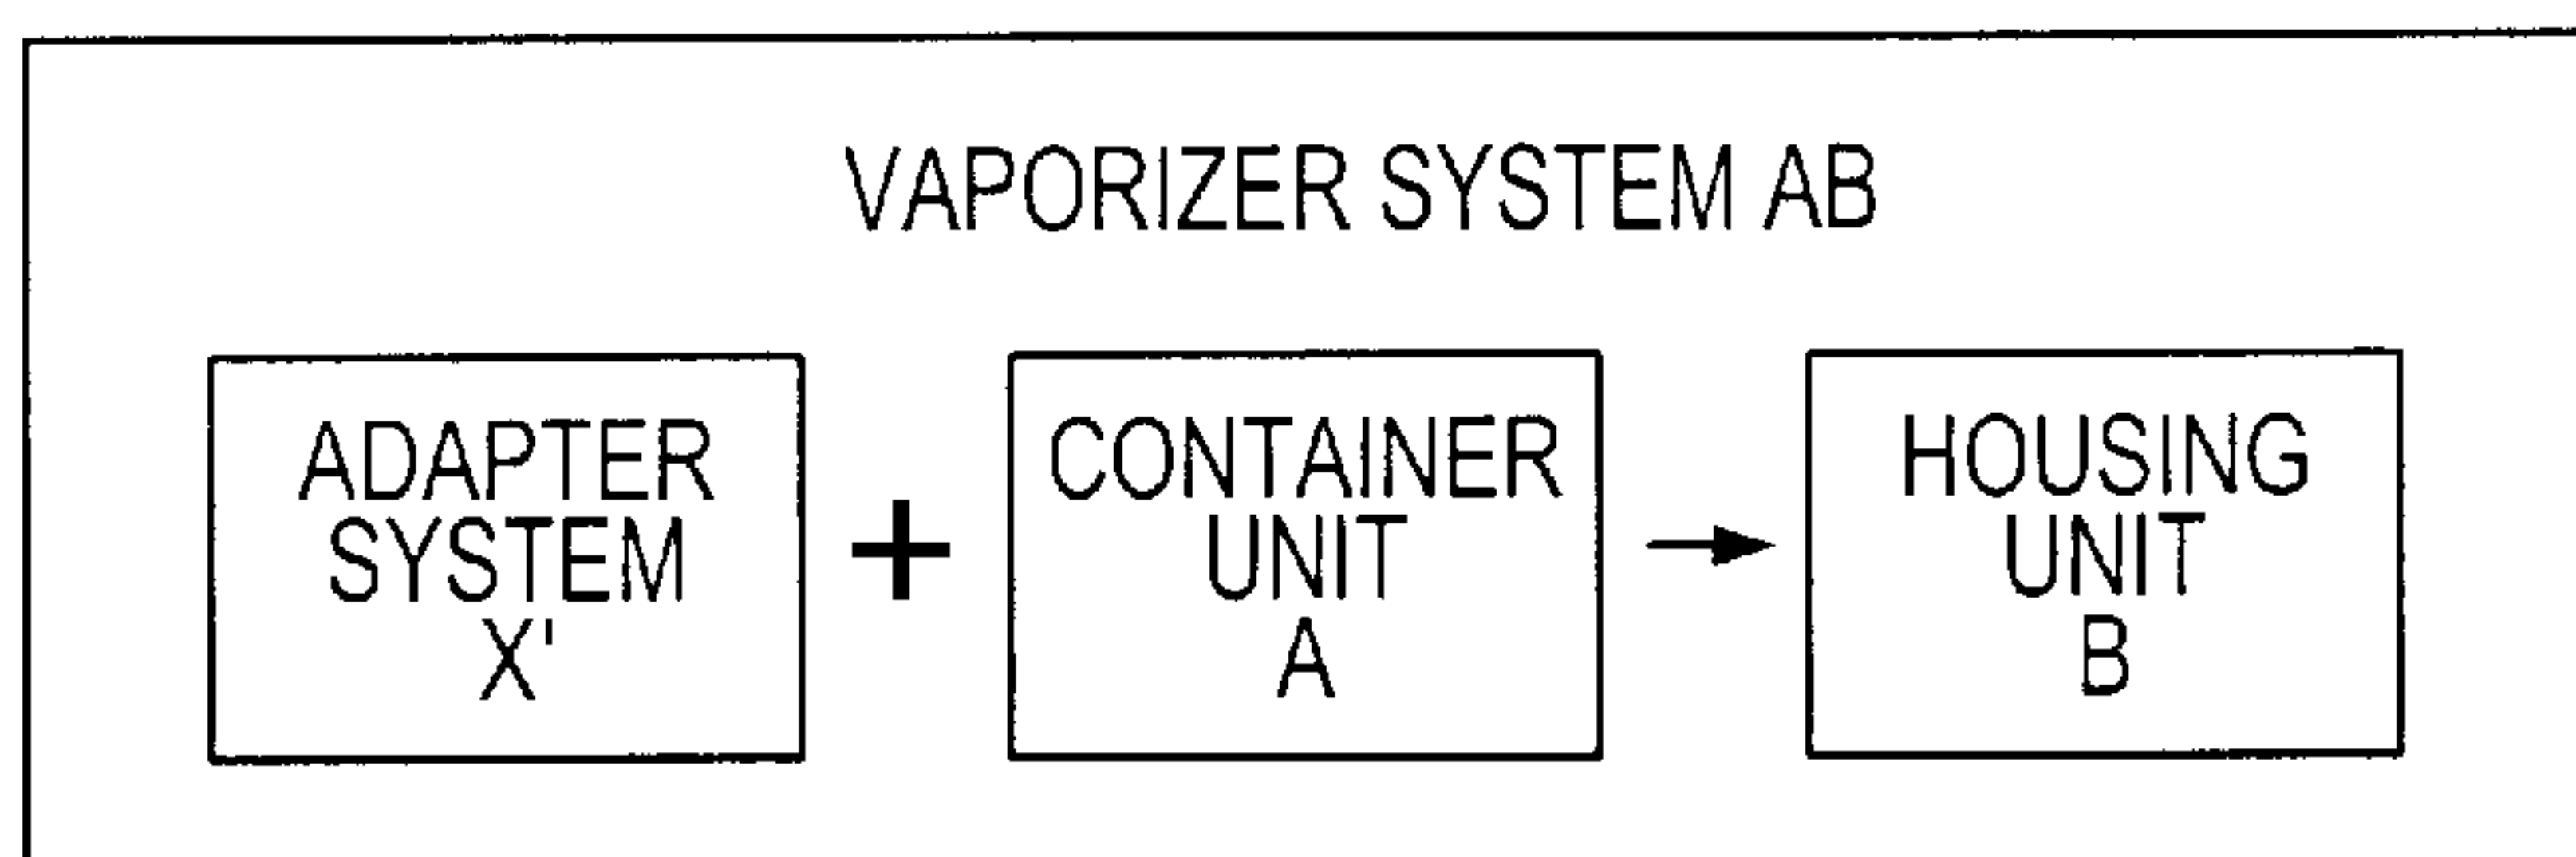 VAPORIZER SYSTEM AB
ADAPTER
SYSTEM
X'
+
CONTAINER
UNIT
A
HOUSING
UNIT
B